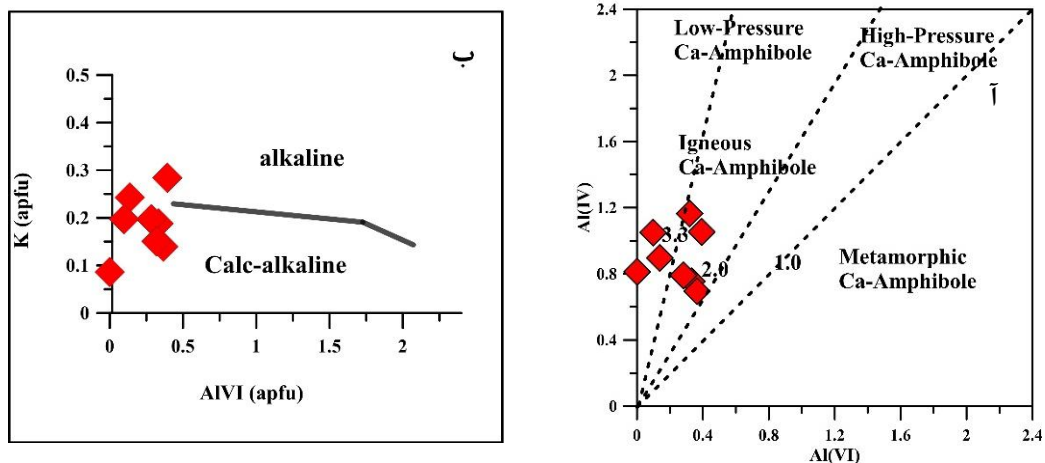 ب
0.5
0.4
0.3
0.2
0.1
0
K (apfu)
alkaline
Calc-alkaline
0
0.5
1
1.5
2
AlVI (apfu)
2.4
2
1.6
1.2
0.8
0.4
0
Al(IV)
Low-Pressure
Ca-Amphibole
High-Pressure
Ca-Amphibole
آ
Igneous
Ca-Amphibole
3.3
2.0
1.0
Metamorphic
Ca-Amphibole
0
0.4
0.8
1.2
1.6
2
2.4
Al(VI)